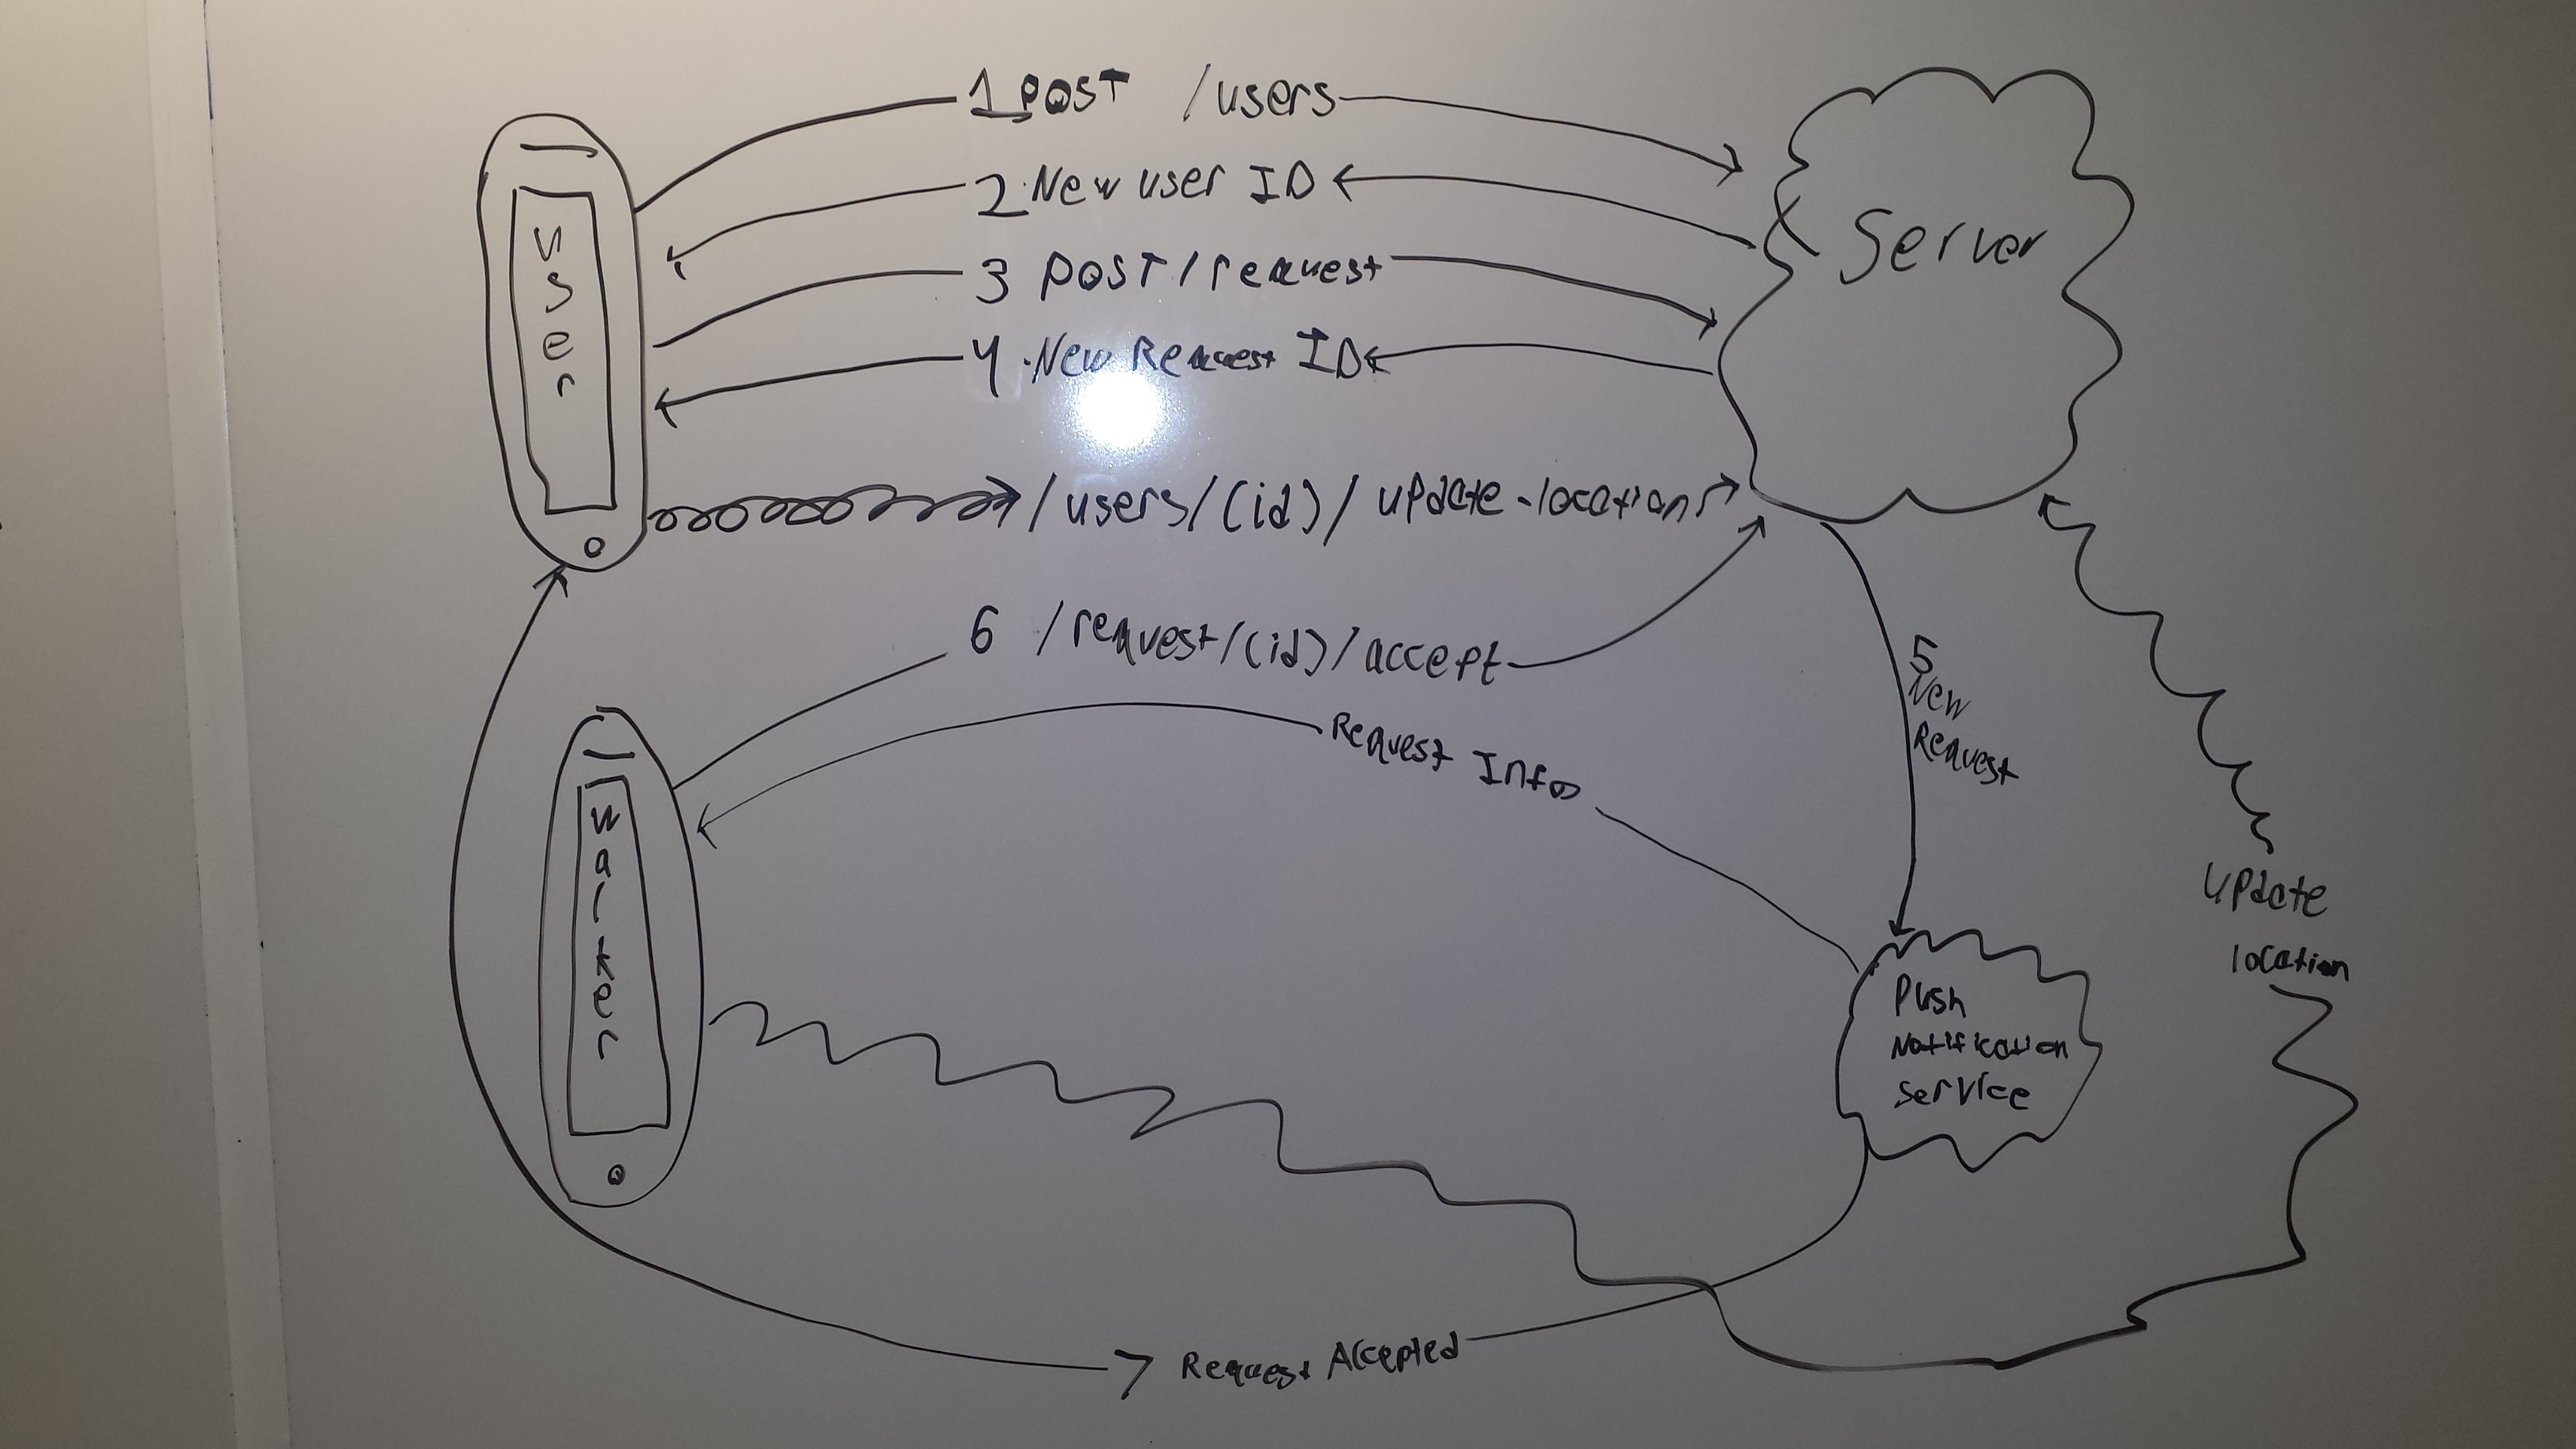 1 POST /users
2. New user ID
3 POST/request
4. New Request ID
/users/(id)/update-location
6 /request/(id)/accept
Request Info
5
New
Request
7 Request Accepted
User
Walker
Server
Push
Notification
Service
Update
location